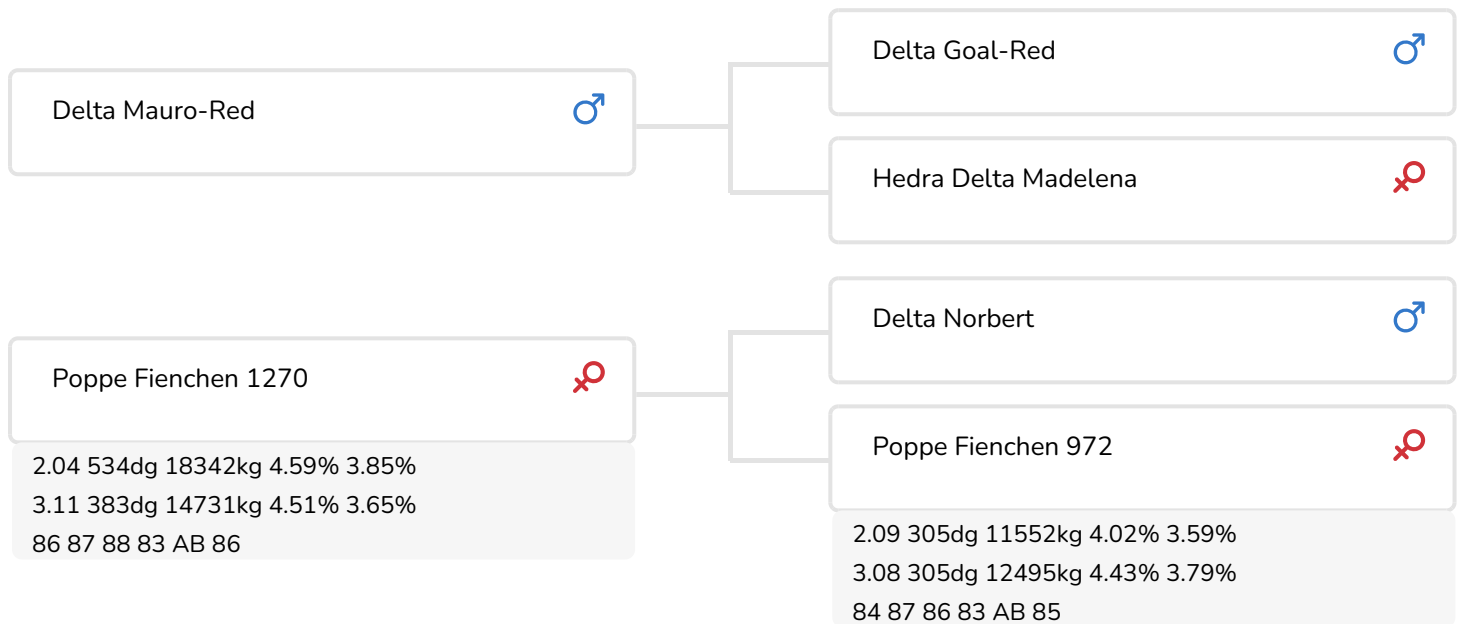 Delta Mauro-Red
Poppe Fienchen 1270
2.04 534dg 18342kg 4.59% 3.85%
3.11 383dg 14731kg 4.51% 3.65%
86 87 88 83 AB 86
Delta Goal-Red
Hedra Delta Madelena
Delta Norbert
Poppe Fienchen 972
2.09 305dg 11552kg 4.02% 3.59%
3.08 305dg 12495kg 4.43% 3.79%
84 87 86 83 AB 85